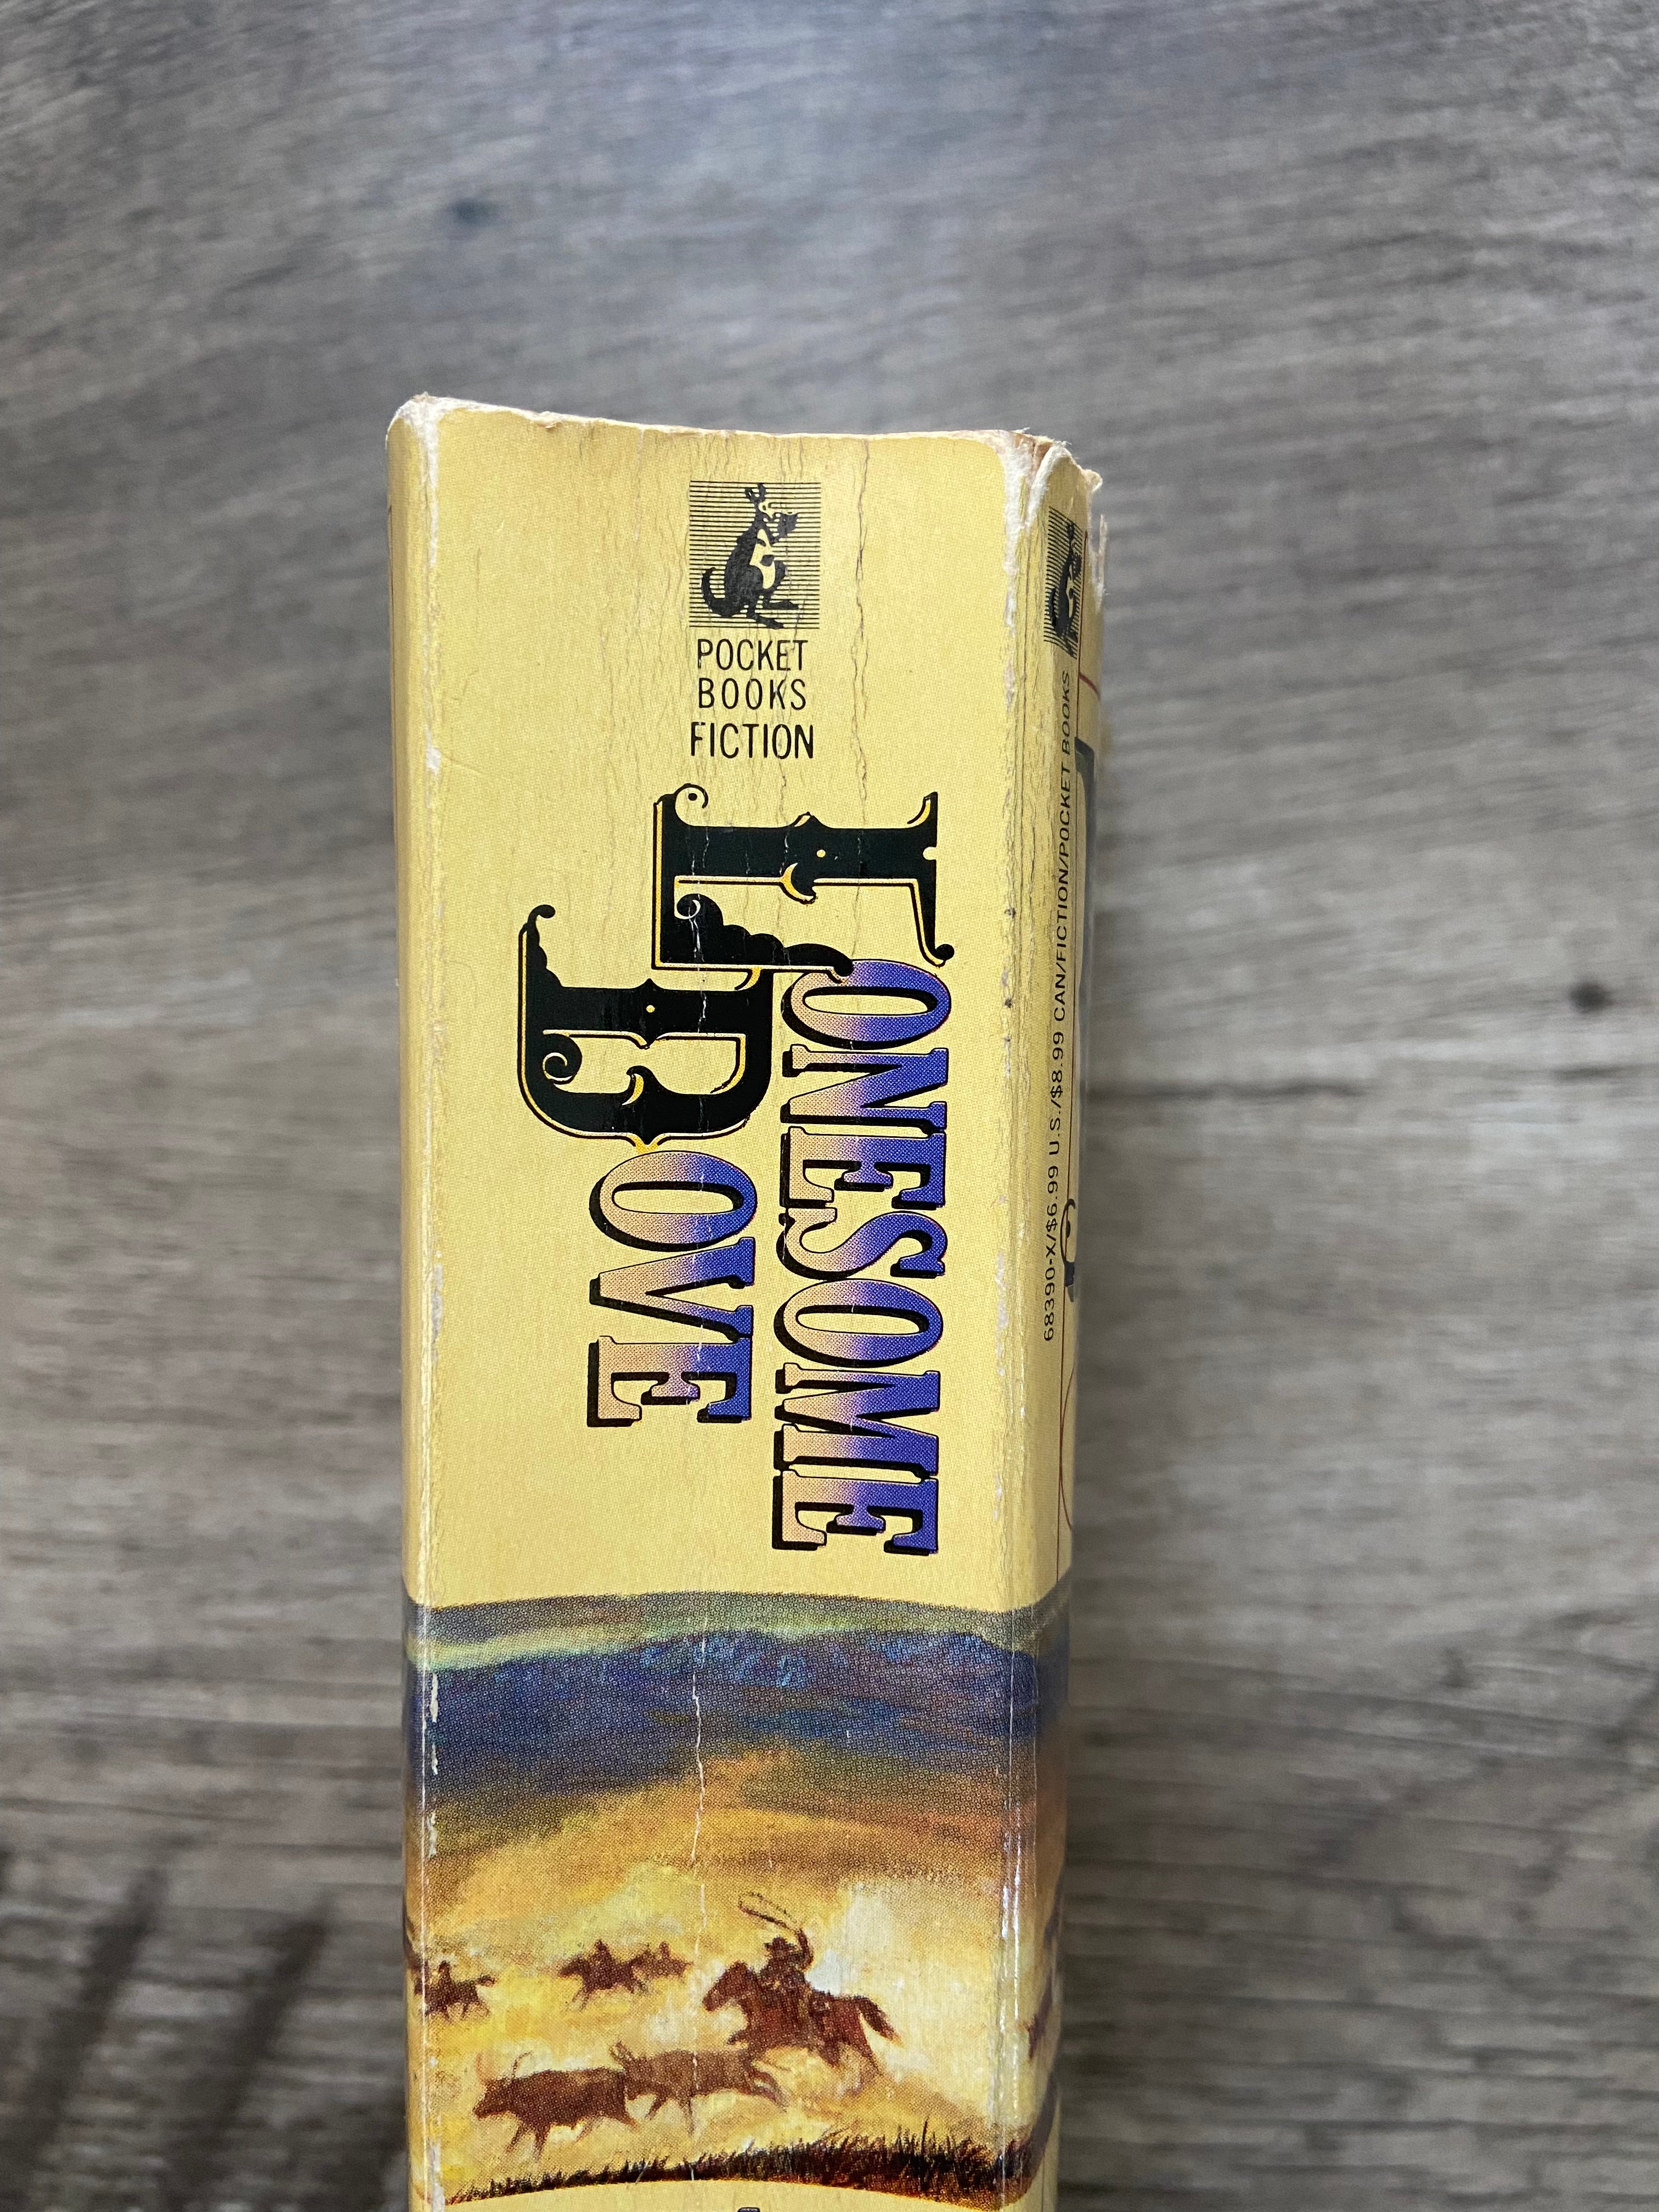 POCKET
BOOKS
FICTION
LONESOME
DOVE
68390-X/$6.99 U.S./$8.99 CAN/FICTION/POCKET BOOKS